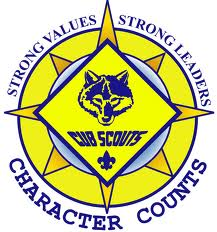 STRONG VALUES
STRONG LEADERS
CUB SCOUTS
CHARACTER COUNTS